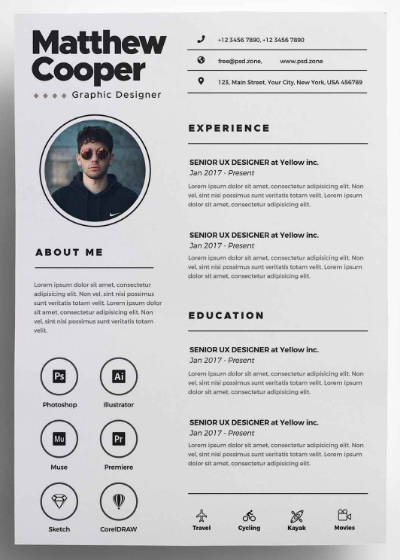 Matthew
Cooper
Graphic Designer
ABOUT ME
Lorem ipsum dolor sit amet, consectetur
adipisicing elit. Non vel, nisi possimus
sunt veritatis totam velit. veritatis totam
velit. Lorem ipsum dolor sit amet,
consectetur adipisicing elit. Non vel, nisi
possimus sunt veritatis totam velit totam
velit.
Ps
Ai
Photoshop
Illustrator
Mu
Pr
Muse
Premiere
Sketch
CorelDRAW
+12 3456 7890, +12 3456 7890
free@psd.zone, www.psd.zone
123, Main Street, Your City, New York, USA 456789
EXPERIENCE
SENIOR UX DESIGNER at Yellow inc.
Jan 2017 - Present
Lorem ipsum dolor sit amet, consectetur adipisicing elit. Non
vel, nisi possimus sunt veritatis totam velit. Lorem ipsum
dolor sit amet, consectetur adipisicing elit.
SENIOR UX DESIGNER at Yellow inc.
Jan 2017 - Present
Lorem ipsum dolor sit amet, consectetur adipisicing elit. Non
vel, nisi possimus sunt veritatis totam velit. Lorem ipsum
dolor sit amet, consectetur adipisicing elit.
EDUCATION
SENIOR UX DESIGNER at Yellow inc.
Jan 2017 - Present
Lorem ipsum dolor sit amet, consectetur adipisicing elit. Non
vel, nisi possimus sunt veritatis totam velit. Lorem ipsum
dolor sit amet, consectetur adipisicing elit.
SENIOR UX DESIGNER at Yellow inc.
Jan 2017 - Present
Lorem ipsum dolor sit amet, consectetur adipisicing elit. Non
vel, nisi possimus sunt veritatis totam velit. Lorem ipsum
dolor sit amet, consectetur adipisicing elit.
Travel
Cycling
Kayak
Movies